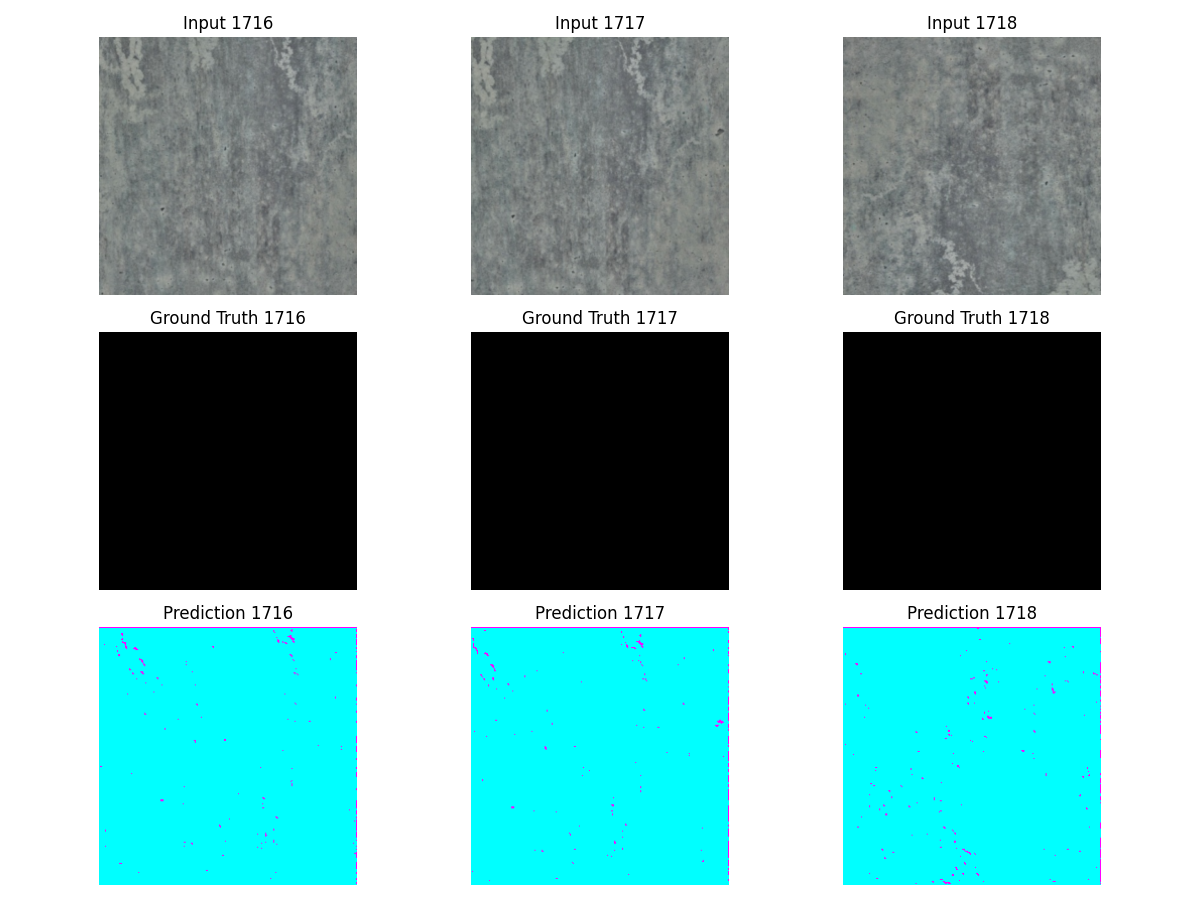 Input 1716
Input 1717
Input 1718
Ground Truth 1716
Ground Truth 1717
Ground Truth 1718
Prediction 1716
Prediction 1717
Prediction 1718